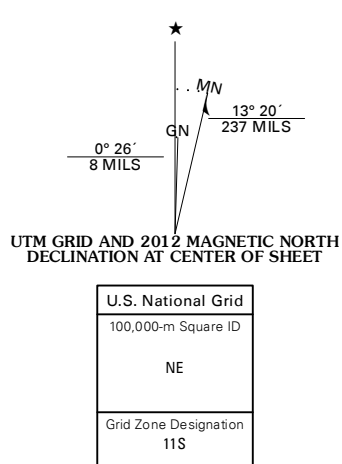 ★
MN
GN
13° 20´
237 MILS
0° 26´
8 MILS
UTM GRID AND 2012 MAGNETIC NORTH
DECLINATION AT CENTER OF SHEET
U.S. National Grid
100,000-m Square ID
NE
Grid Zone Designation
11S